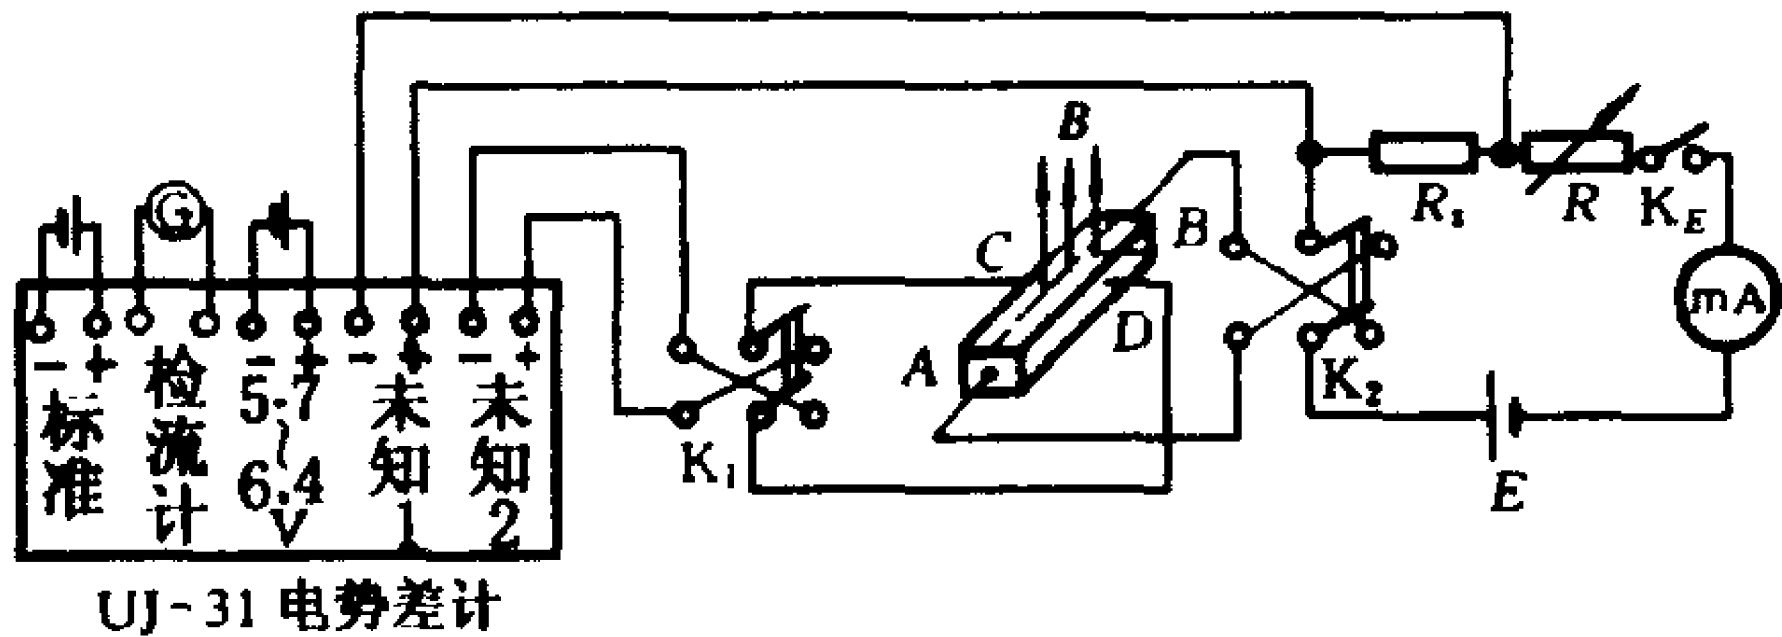 B
G
C
B
R₁
R
K_E
mA
A
D
K₁
K₂
E
− + − + − + − +
标准
检流计
5.7~6.4V
未知1
未知2
UJ-31 电势差计